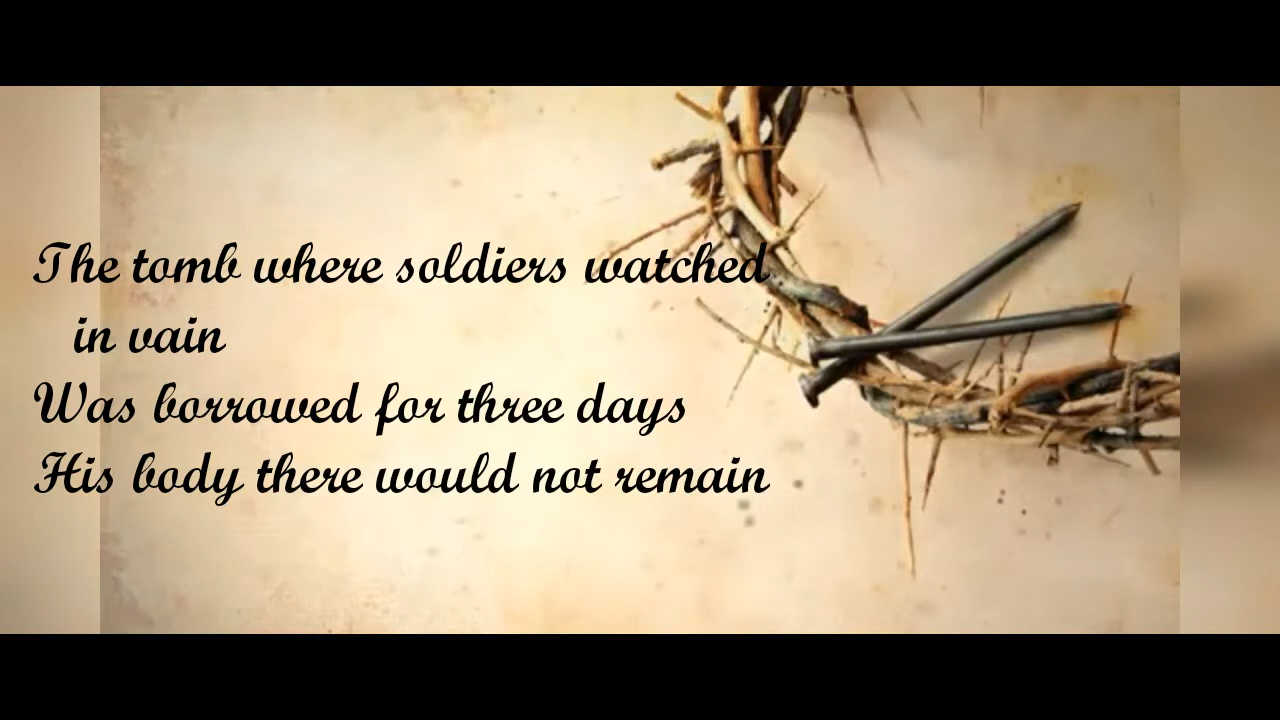 The tomb where soldiers watched
in vain
Was borrowed for three days
His body there would not remain